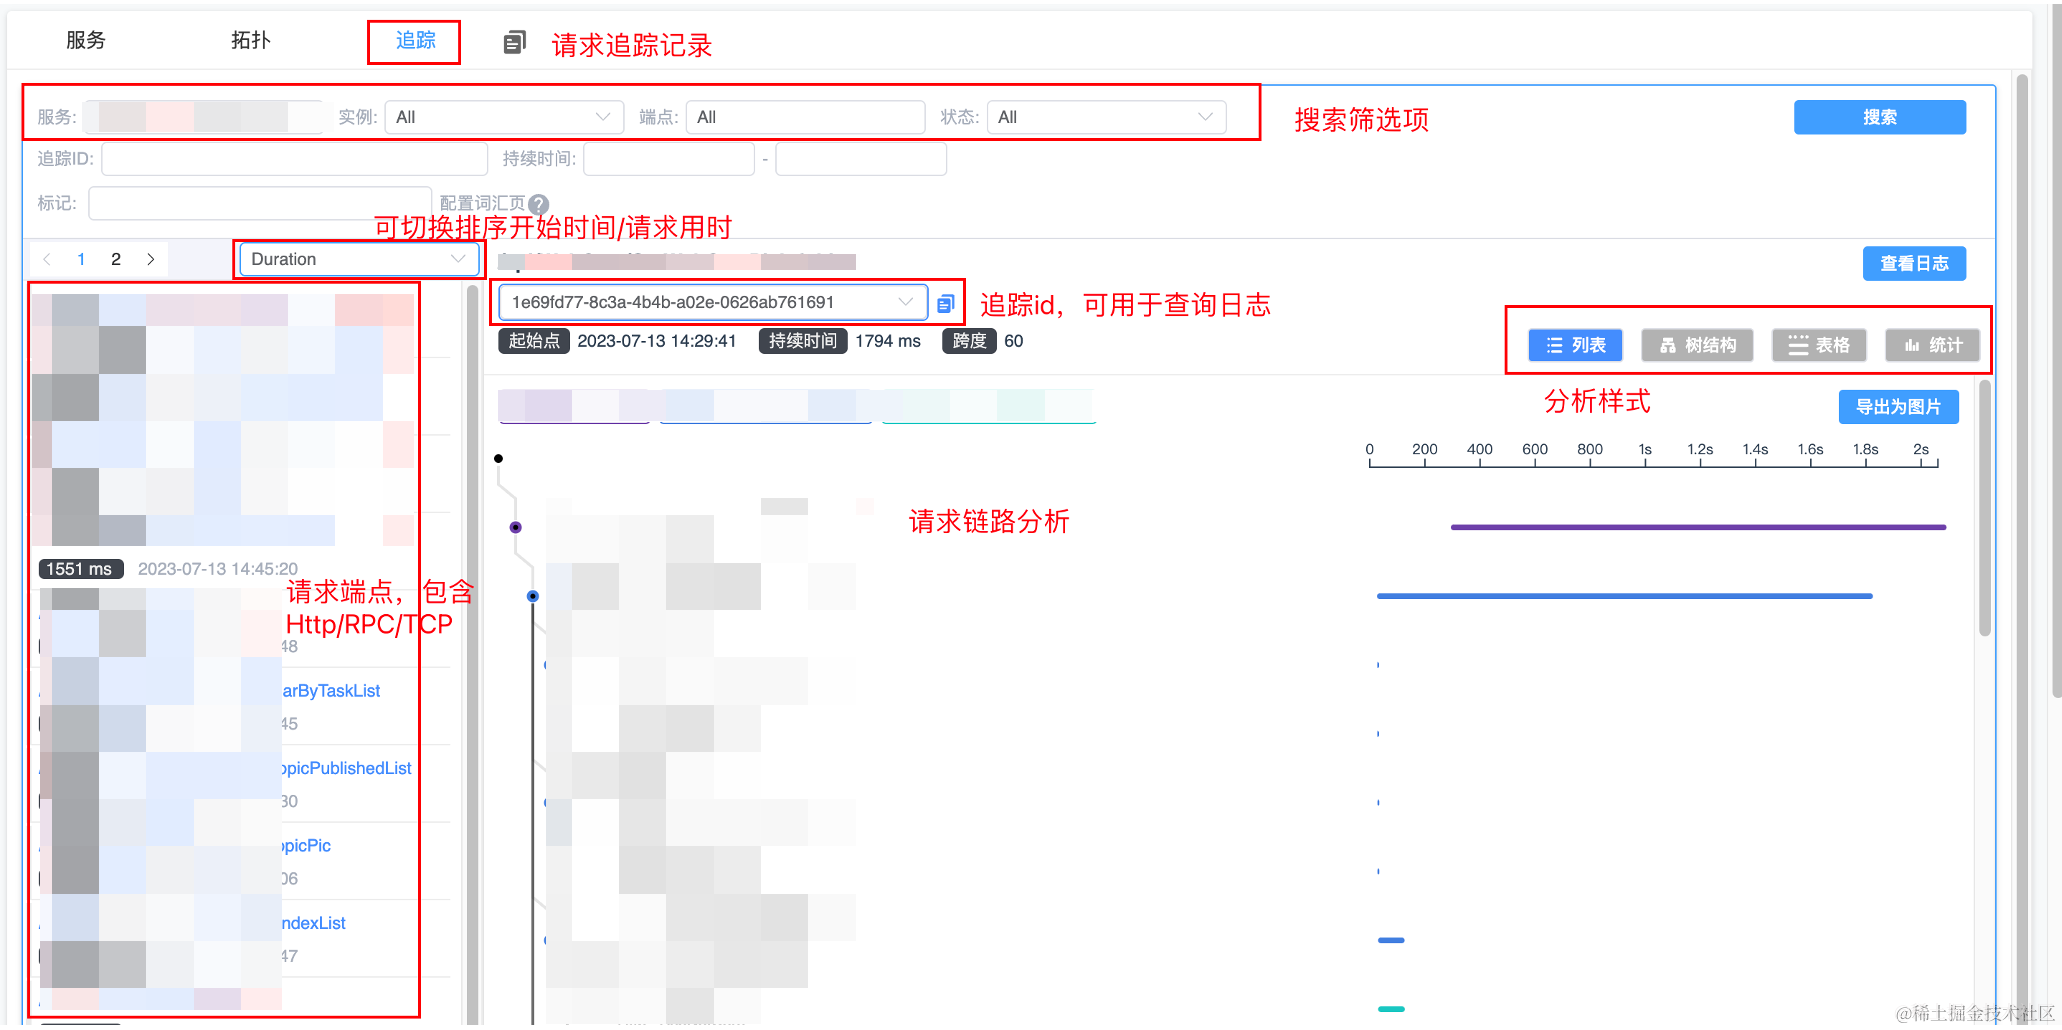 服务 拓扑 追踪 请求追踪记录
服务: 实例: All 端点: All 状态: All 搜索筛选项 搜索
追踪ID: 持续时间: -
标记: 配置词汇页 ?
可切换排序开始时间/请求用时
1 2 Duration 查看日志
1e69fd77-8c3a-4b4b-a02e-0626ab761691 追踪id，可用于查询日志
起始点 2023-07-13 14:29:41 持续时间 1794 ms 跨度 60
列表 树结构 表格 统计
分析样式
导出为图片
0 200 400 600 800 1s 1.2s 1.4s 1.6s 1.8s 2s
请求链路分析
1551 ms 2023-07-13 14:45:20
请求端点，包含
Http/RPC/TCP
48
arByTaskList
45
opicPublishedList
30
opicPic
06
ndexList
47
@稀土掘金技术社区